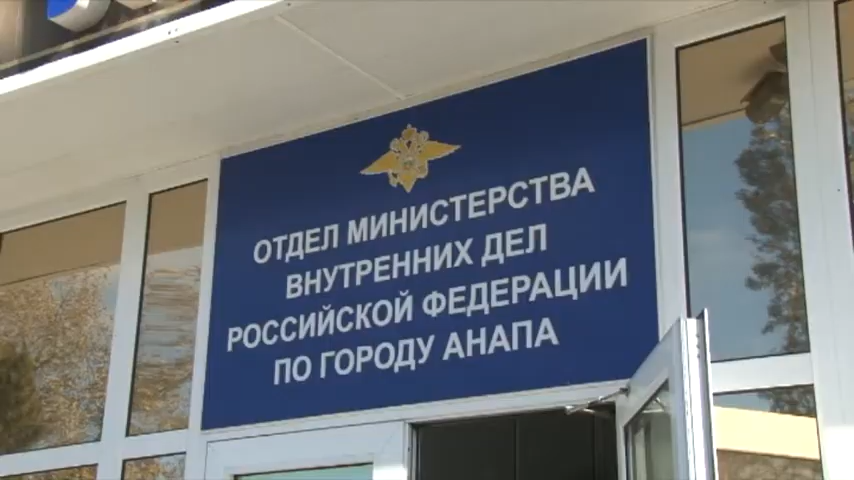 ОТДЕЛ МИНИСТЕРСТВА
ВНУТРЕННИХ ДЕЛ
РОССИЙСКОЙ ФЕДЕРАЦИИ
ПО ГОРОДУ АНАПА